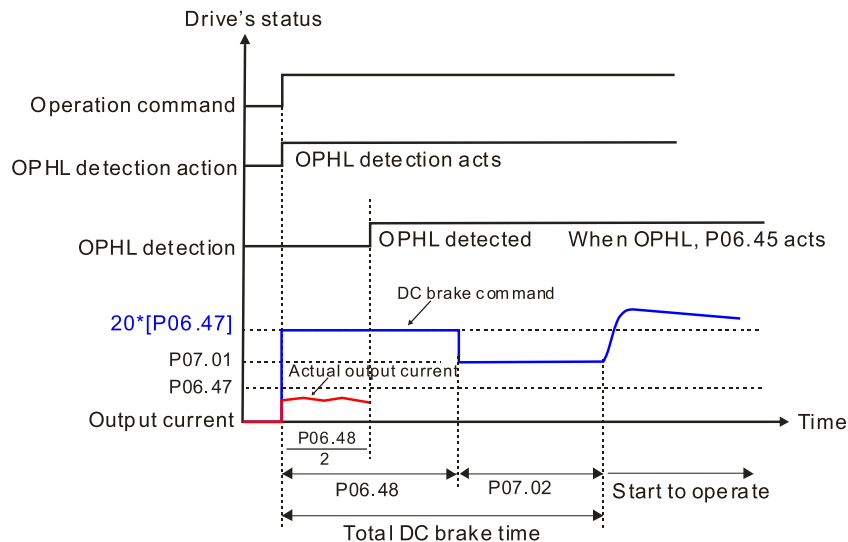 Drive's status
Operation command
OPHL detection action
OPHL detection acts
OPHL detection
OPHL detected
When OPHL, P06.45 acts
DC brake command
20*[P06.47]
P07.01
Actual output current
P06.47
Output current
Time
P06.48
2
P06.48
P07.02
Start to operate
Total DC brake time